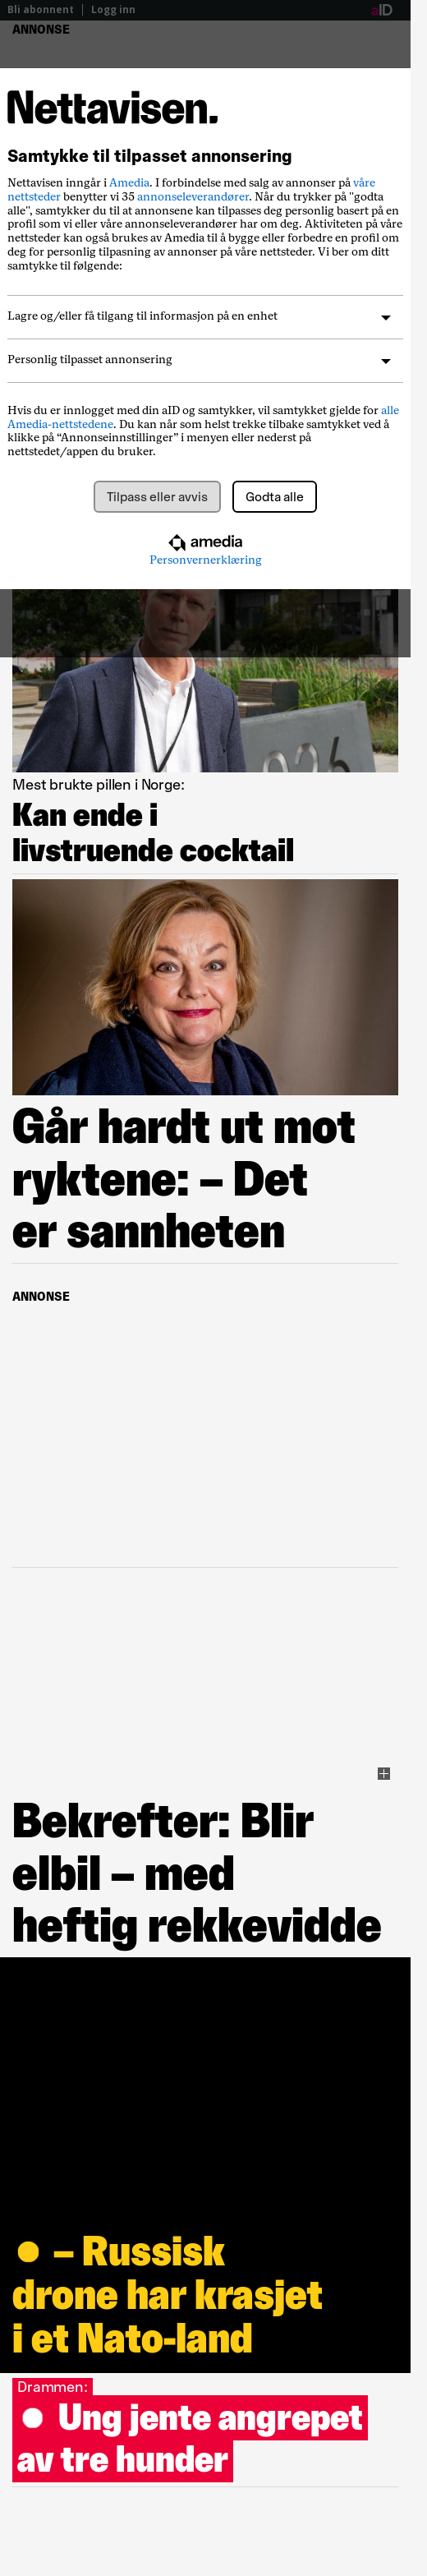 Bli abonnent
Logg inn
aID
ANNONSE
Nettavisen.
Samtykke til tilpasset annonsering
Nettavisen inngår i Amedia. I forbindelse med salg av annonser på våre
nettsteder benytter vi 35 annonseleverandører. Når du trykker på "godta
alle", samtykker du til at annonsene kan tilpasses deg personlig basert på en
profil som vi eller våre annonseleverandører har om deg. Aktiviteten på våre
nettsteder kan også brukes av Amedia til å bygge eller forbedre en profil om
deg for personlig tilpasning av annonser på våre nettsteder. Vi ber om ditt
samtykke til følgende:
Lagre og/eller få tilgang til informasjon på en enhet
Personlig tilpasset annonsering
Hvis du er innlogget med din aID og samtykker, vil samtykket gjelde for alle
Amedia-nettstedene. Du kan når som helst trekke tilbake samtykket ved å
klikke på “Annonseinnstillinger” i menyen eller nederst på
nettstedet/appen du bruker.
Tilpass eller avvis
Godta alle
amedia
Personvernerklæring
Mest brukte pillen i Norge:
Kan ende i
livstruende cocktail
Går hardt ut mot
ryktene: – Det
er sannheten
ANNONSE
Bekrefter: Blir
elbil – med
heftig rekkevidde
– Russisk
drone har krasjet
i et Nato-land
Drammen:
Ung jente angrepet
av tre hunder